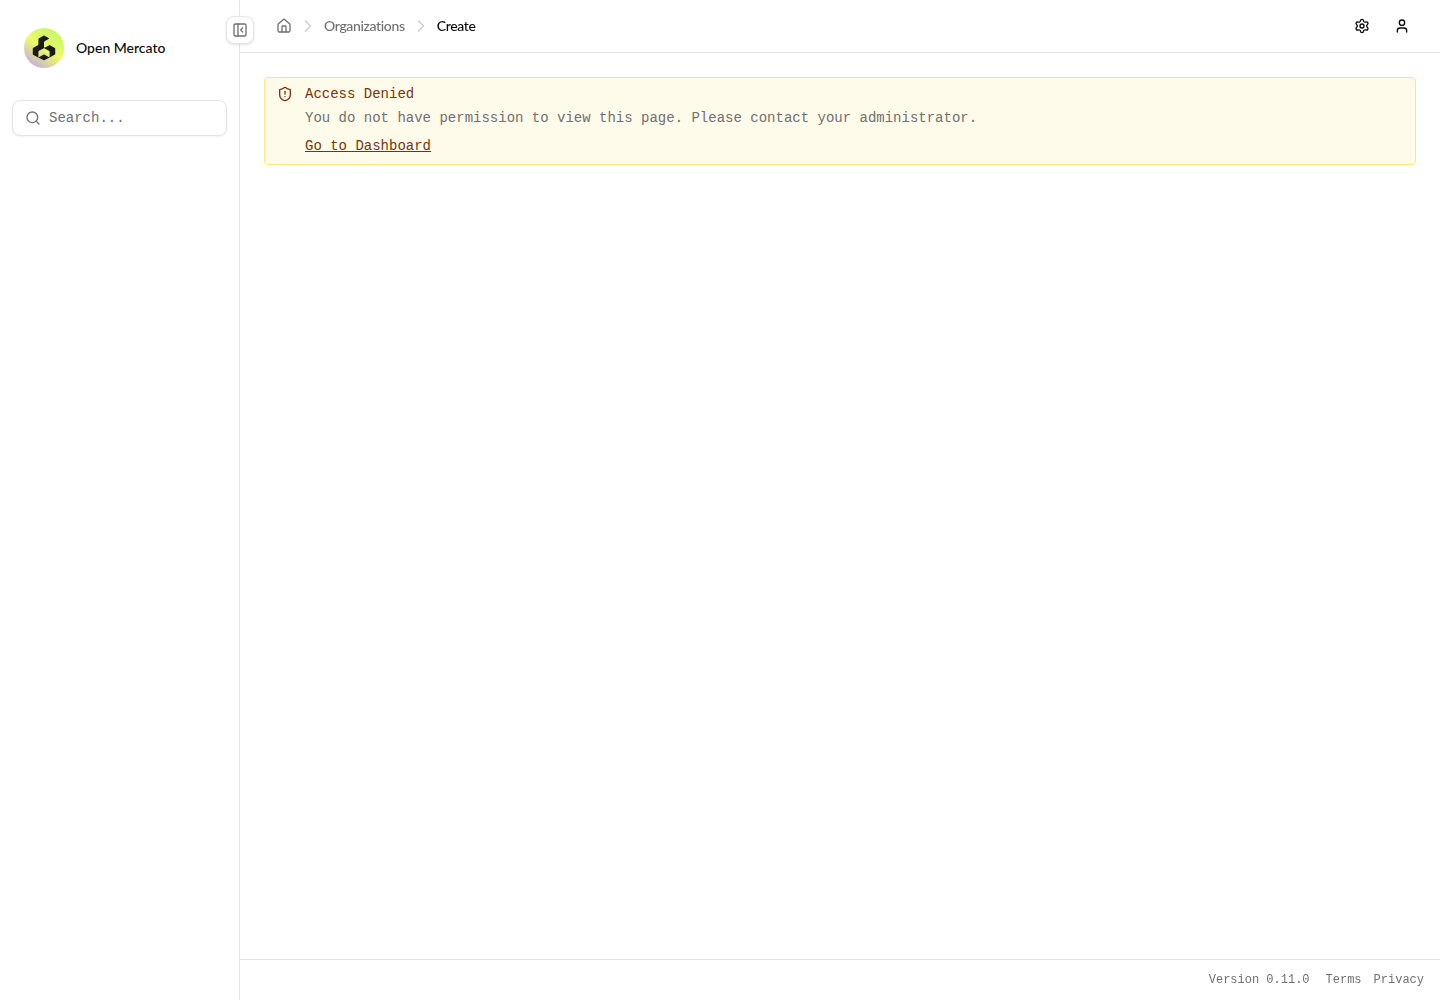 Open Mercato
Search...
Organizations
Create
Access Denied
You do not have permission to view this page. Please contact your administrator.
Go to Dashboard
Version 0.11.0
Terms
Privacy